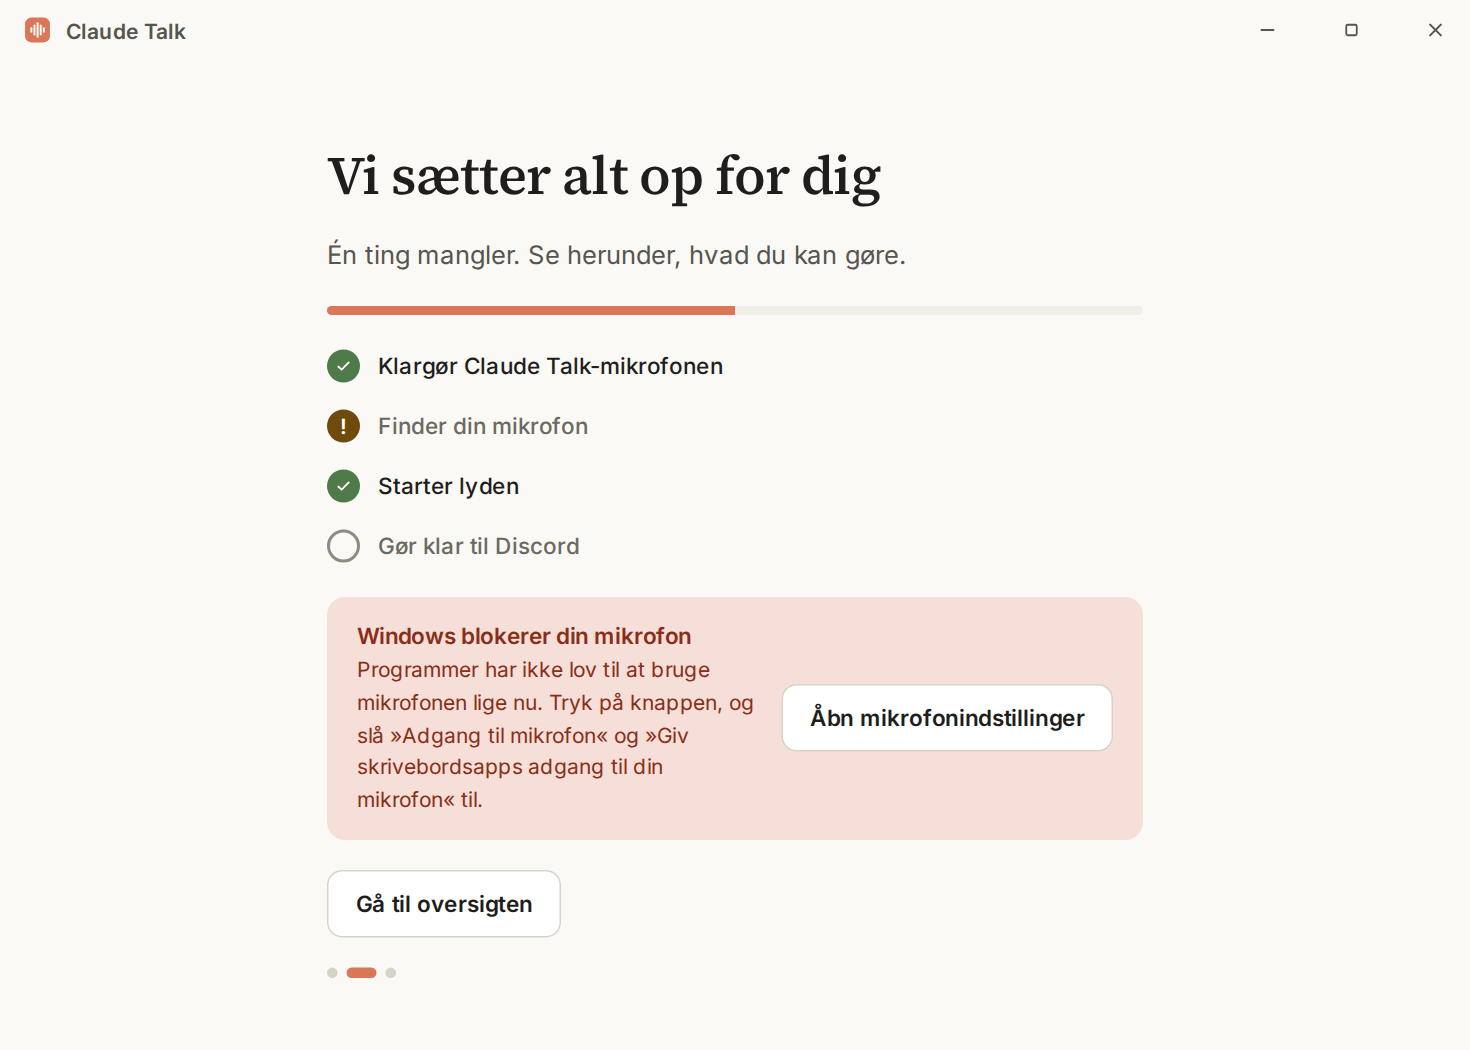 Claude Talk
Vi sætter alt op for dig
Én ting mangler. Se herunder, hvad du kan gøre.
Klargør Claude Talk-mikrofonen
Finder din mikrofon
Starter lyden
Gør klar til Discord
Windows blokerer din mikrofon
Programmer har ikke lov til at bruge
mikrofonen lige nu. Tryk på knappen, og
slå »Adgang til mikrofon« og »Giv
skrivebordsapps adgang til din
mikrofon« til.
Åbn mikrofonindstillinger
Gå til oversigten